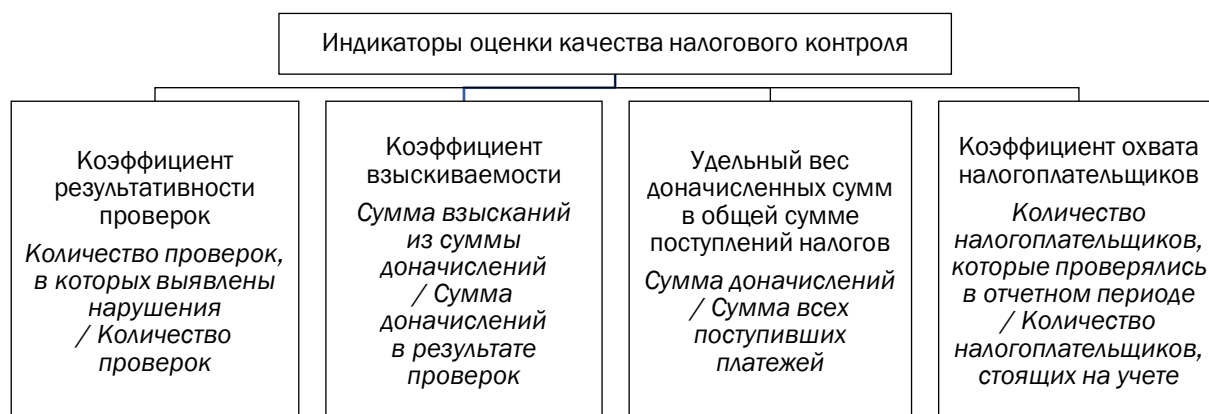 Индикаторы оценки качества налогового контроля
Коэффициент
результативности
проверок
Количество проверок,
в которых выявлены
нарушения
/ Количество
проверок
Коэффициент
взыскиваемости
Сумма взысканий
из суммы
доначислений
/ Сумма
доначислений
в результате
проверок
Удельный вес
доначисленных сумм
в общей сумме
поступлений налогов
Сумма доначислений
/ Сумма всех
поступивших
платежей
Коэффициент охвата
налогоплательщиков
Количество
налогоплательщиков,
которые проверялись
в отчетном периоде
/ Количество
налогоплательщиков,
стоящих на учете